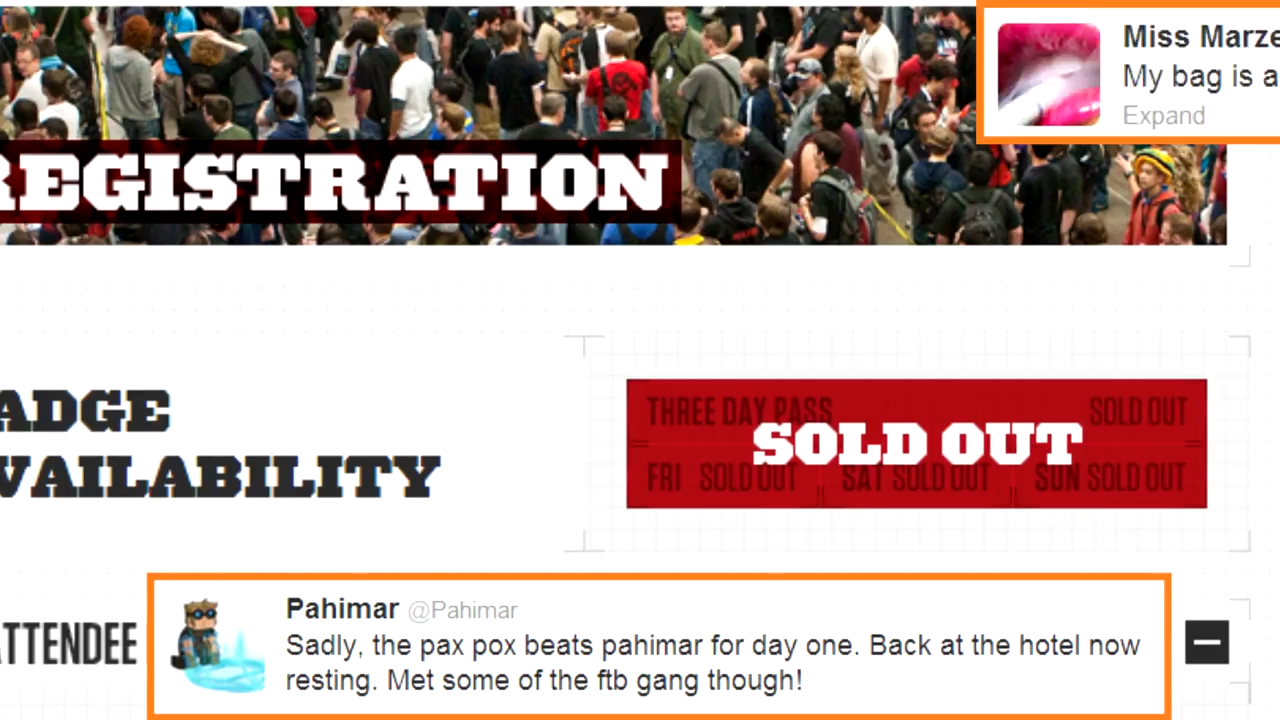 Miss Marze
My bag is a
Expand
REGISTRATION
ADGE
VAILABILITY
THREE DAY PASS SOLD OUT
SOLD OUT
FRI SOLD OUT SAT SOLD OUT SUN SOLD OUT
ATTENDEE
Pahimar @Pahimar
Sadly, the pax pox beats pahimar for day one. Back at the hotel now
resting. Met some of the ftb gang though!